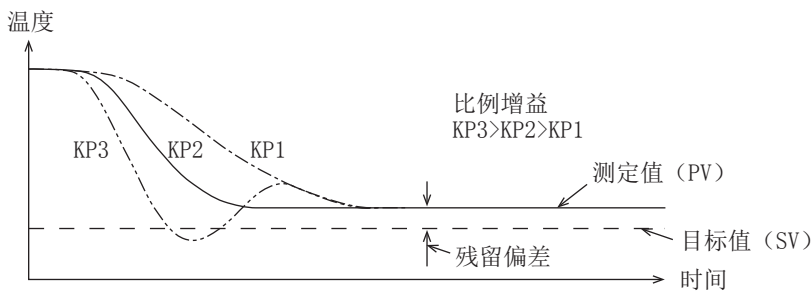 温度
比例增益
KP3>KP2>KP1
KP3
KP2
KP1
测定值（PV）
目标值（SV）
残留偏差
时间